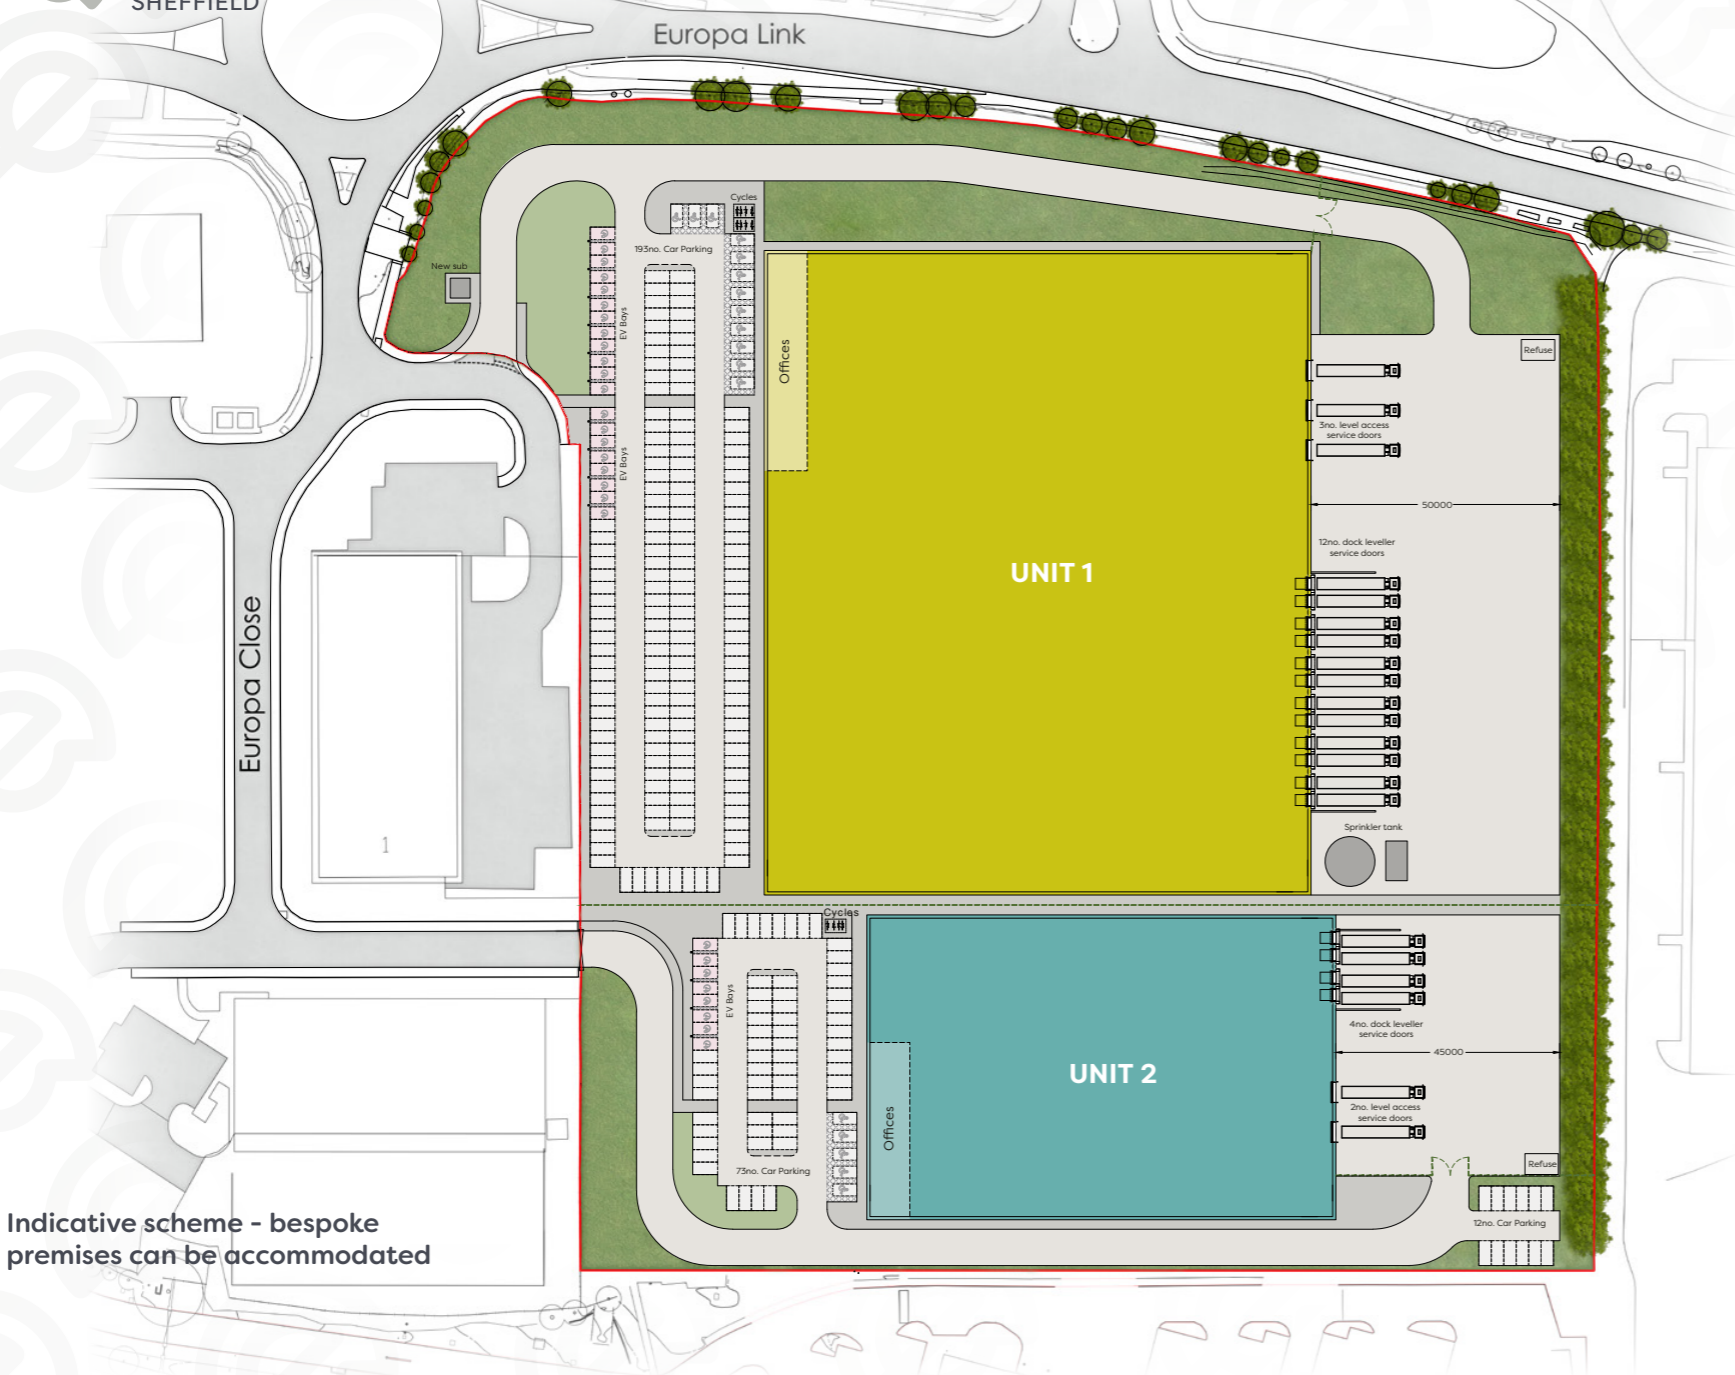 SHEFFIELD
Europa Link
Cycles
193no. Car Parking
New sub
EV Bays
Offices
Refuse
3no. level access
service doors
EV Bays
50000
12no. dock leveller
service doors
UNIT 1
Europa Close
1
Sprinkler tank
Cycles
EV Bays
4no. dock leveller
service doors
45000
UNIT 2
2no. level access
service doors
Offices
73no. Car Parking
Refuse
12no. Car Parking
Indicative scheme - bespoke
premises can be accommodated